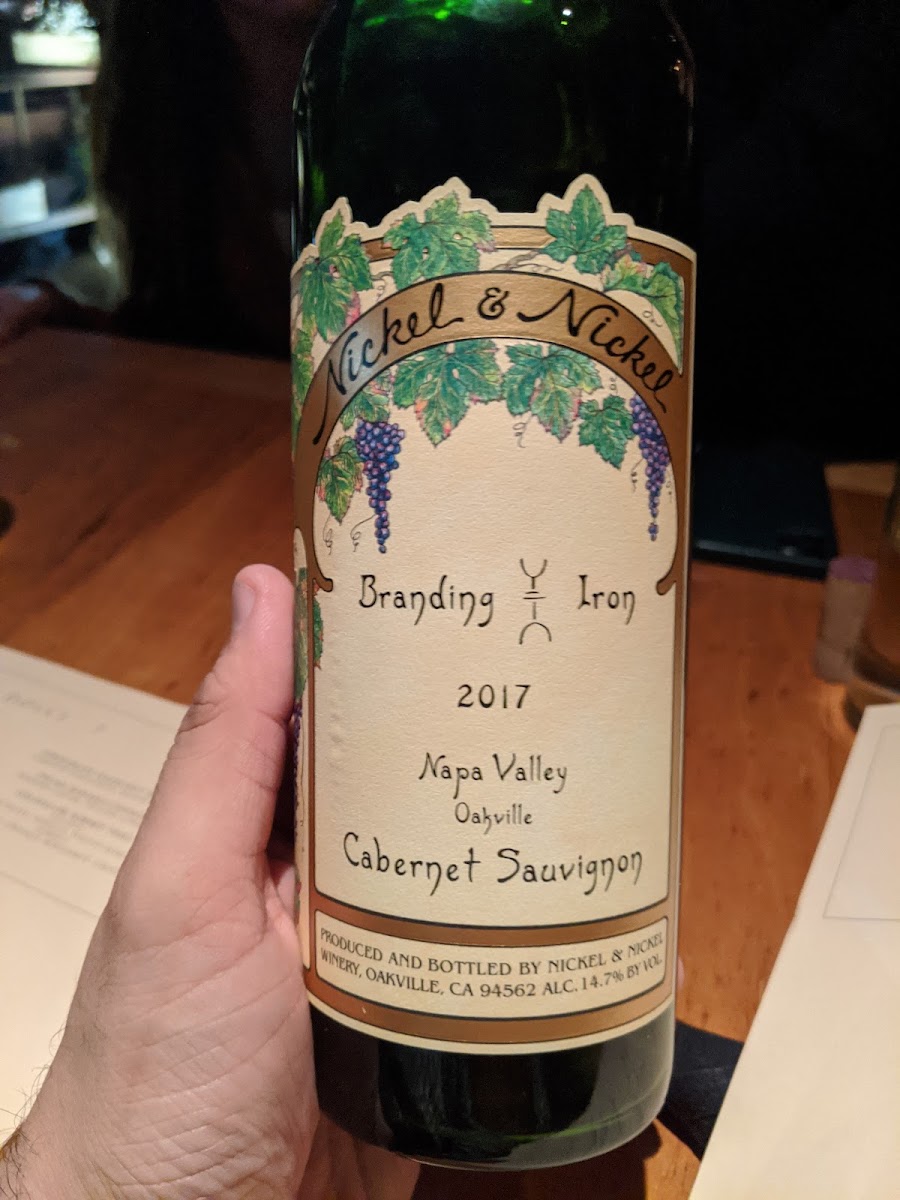 Nickel & Nickel
Branding Iron
2017
Napa Valley
Oakville
Cabernet Sauvignon
PRODUCED AND BOTTLED BY NICKEL & NICKEL
WINERY, OAKVILLE, CA 94562 ALC. 14.7% BY VOL.